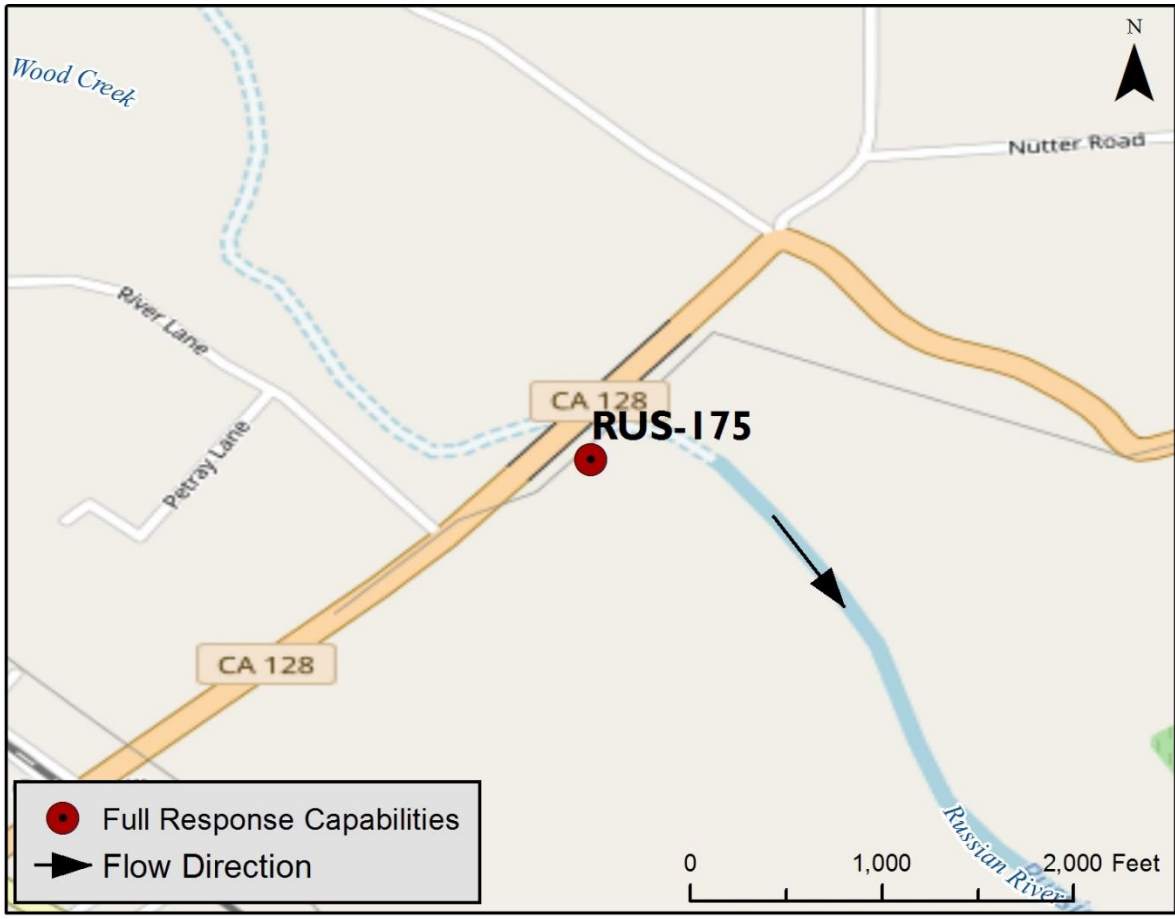 N
Wood Creek
Nutter Road
River Lane
CA 128
RUS-175
Petray Lane
CA 128
Full Response Capabilities
Flow Direction
Russian River
0 1,000 2,000 Feet